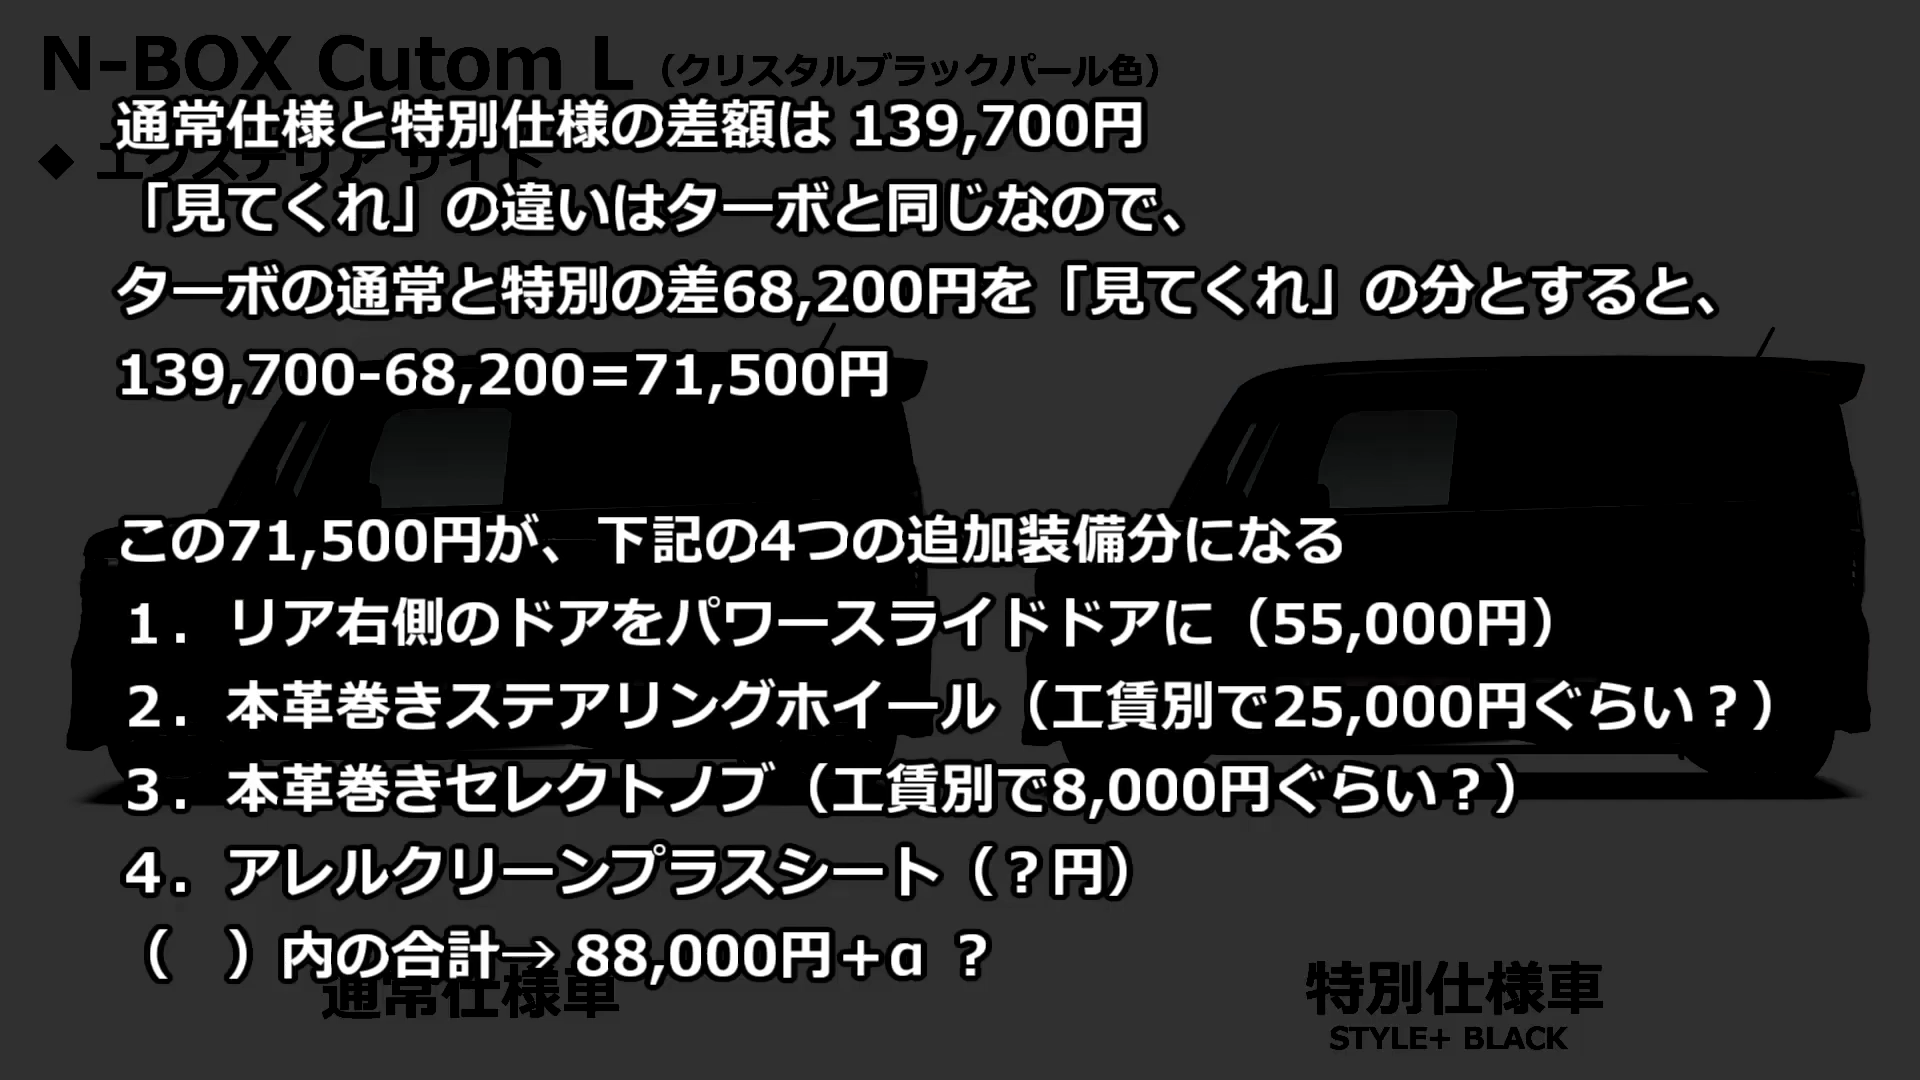 N-BOX Cutom L（クリスタルブラックパール色）
通常仕様と特別仕様の差額は 139,700円
◆ エクステリア サイド
「見てくれ」の違いはターボと同じなので、
ターボの通常と特別の差68,200円を「見てくれ」の分とすると、
139,700-68,200=71,500円
この71,500円が、下記の4つの追加装備分になる
１．リア右側のドアをパワースライドドアに（55,000円）
２．本革巻きステアリングホイール（工賃別で25,000円ぐらい？）
３．本革巻きセレクトノブ（工賃別で8,000円ぐらい？）
４．アレルクリーンプラスシート（？円）
（　）内の合計→ 88,000円＋α ？
通常仕様車
特別仕様車
STYLE+ BLACK